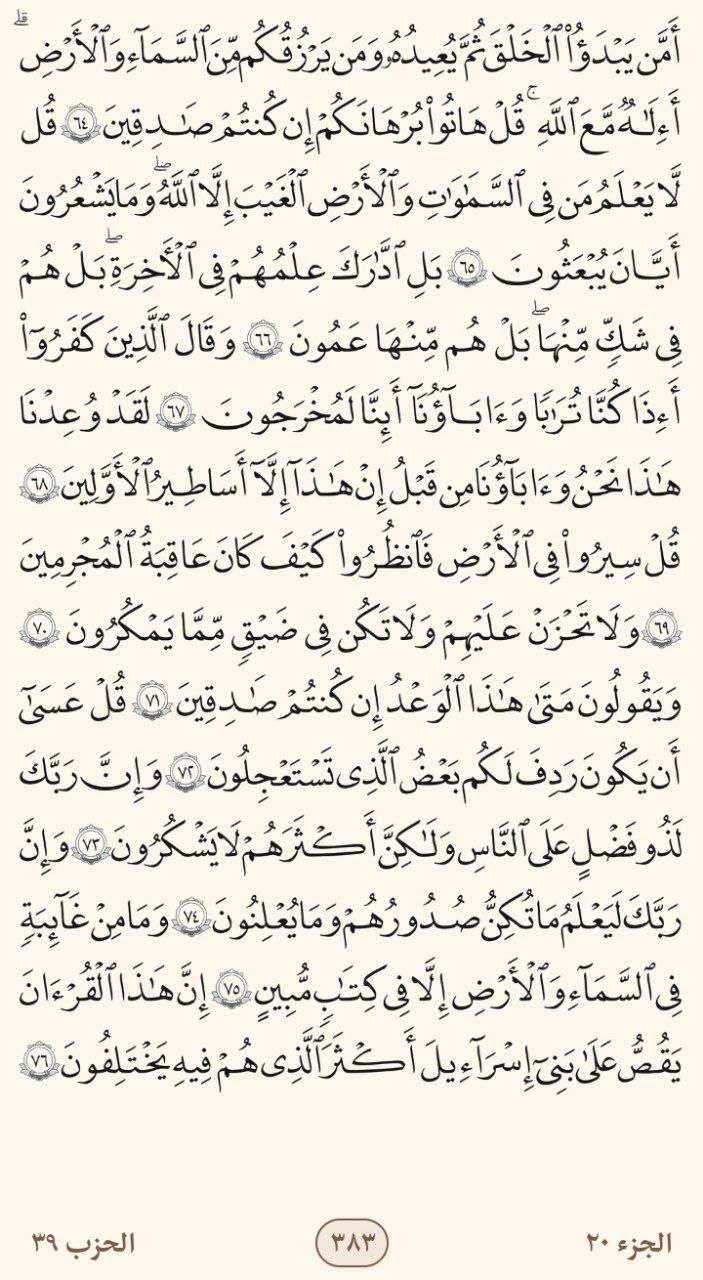 أَمَّن يَبۡدَؤُاْ ٱلۡخَلۡقَ ثُمَّ يُعِيدُهُۥ وَمَن يَرۡزُقُكُم مِّنَ ٱلسَّمَآءِ وَٱلۡأَرۡضِۗ
أَءِلَٰهٞ مَّعَ ٱللَّهِۚ قُلۡ هَاتُواْ بُرۡهَٰنَكُمۡ إِن كُنتُمۡ صَٰدِقِينَ ٦٤ قُل
لَّا يَعۡلَمُ مَن فِي ٱلسَّمَٰوَٰتِ وَٱلۡأَرۡضِ ٱلۡغَيۡبَ إِلَّا ٱللَّهُۖ وَمَا يَشۡعُرُونَ
أَيَّانَ يُبۡعَثُونَ ٦٥ بَلِ ٱدَّٰرَكَ عِلۡمُهُمۡ فِي ٱلۡأٓخِرَةِۖ بَلۡ هُمۡ
فِي شَكّٖ مِّنۡهَاۖ بَلۡ هُم مِّنۡهَا عَمُونَ ٦٦ وَقَالَ ٱلَّذِينَ كَفَرُوٓاْ
أَءِذَا كُنَّا تُرَٰبٗا وَءَابَآؤُنَآ أَئِنَّا لَمُخۡرَجُونَ ٦٧ لَقَدۡ وُعِدۡنَا
هَٰذَا نَحۡنُ وَءَابَآؤُنَا مِن قَبۡلُ إِنۡ هَٰذَآ إِلَّآ أَسَٰطِيرُ ٱلۡأَوَّلِينَ ٦٨
قُلۡ سِيرُواْ فِي ٱلۡأَرۡضِ فَٱنظُرُواْ كَيۡفَ كَانَ عَٰقِبَةُ ٱلۡمُجۡرِمِينَ
٦٩ وَلَا تَحۡزَنۡ عَلَيۡهِمۡ وَلَا تَكُن فِي ضَيۡقٖ مِّمَّا يَمۡكُرُونَ ٧٠
وَيَقُولُونَ مَتَىٰ هَٰذَا ٱلۡوَعۡدُ إِن كُنتُمۡ صَٰدِقِينَ ٧١ قُلۡ عَسَىٰٓ
أَن يَكُونَ رَدِفَ لَكُم بَعۡضُ ٱلَّذِي تَسۡتَعۡجِلُونَ ٧٢ وَإِنَّ رَبَّكَ
لَذُو فَضۡلٍ عَلَى ٱلنَّاسِ وَلَٰكِنَّ أَكۡثَرَهُمۡ لَا يَشۡكُرُونَ ٧٣ وَإِنَّ
رَبَّكَ لَيَعۡلَمُ مَا تُكِنُّ صُدُورُهُمۡ وَمَا يُعۡلِنُونَ ٧٤ وَمَا مِنۡ غَآئِبَةٖ
فِي ٱلسَّمَآءِ وَٱلۡأَرۡضِ إِلَّا فِي كِتَٰبٖ مُّبِينٍ ٧٥ إِنَّ هَٰذَا ٱلۡقُرۡءَانَ
يَقُصُّ عَلَىٰ بَنِيٓ إِسۡرَٰٓءِيلَ أَكۡثَرَ ٱلَّذِي هُمۡ فِيهِ يَخۡتَلِفُونَ ٧٦
الجزء ٢٠ ٣٨٣ الحزب ٣٩